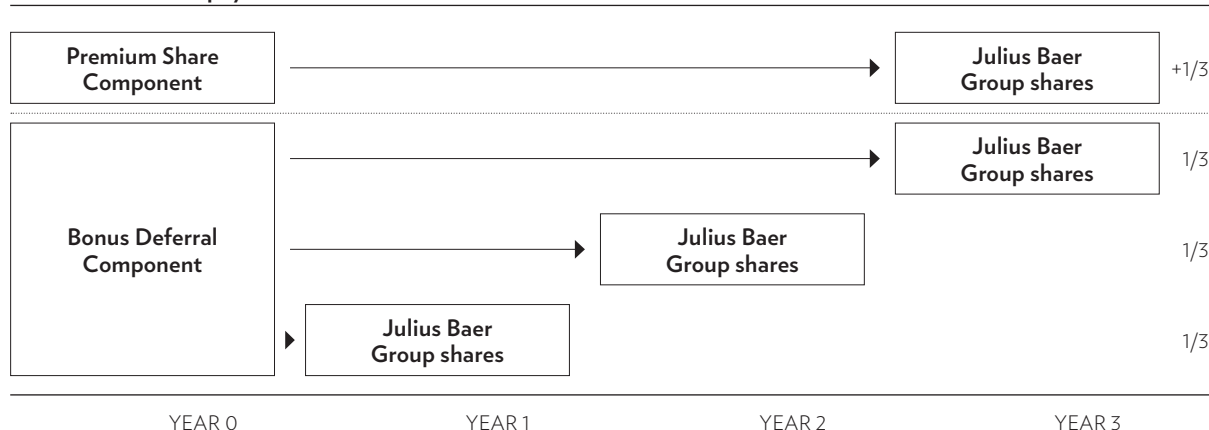 Premium Share
Component
Julius Baer
Group shares
+1/3
Julius Baer
Group shares
1/3
Bonus Deferral
Component
Julius Baer
Group shares
1/3
Julius Baer
Group shares
1/3
YEAR 0
YEAR 1
YEAR 2
YEAR 3